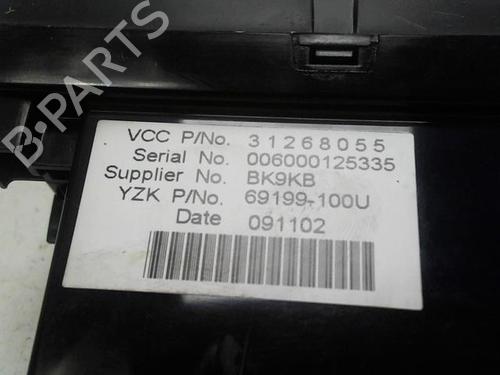 B-PARTS
VCC P/No. 31268055
Serial No. 006000125335
Supplier No. BK9KB
YZK P/No. 69199-100U
Date 091102